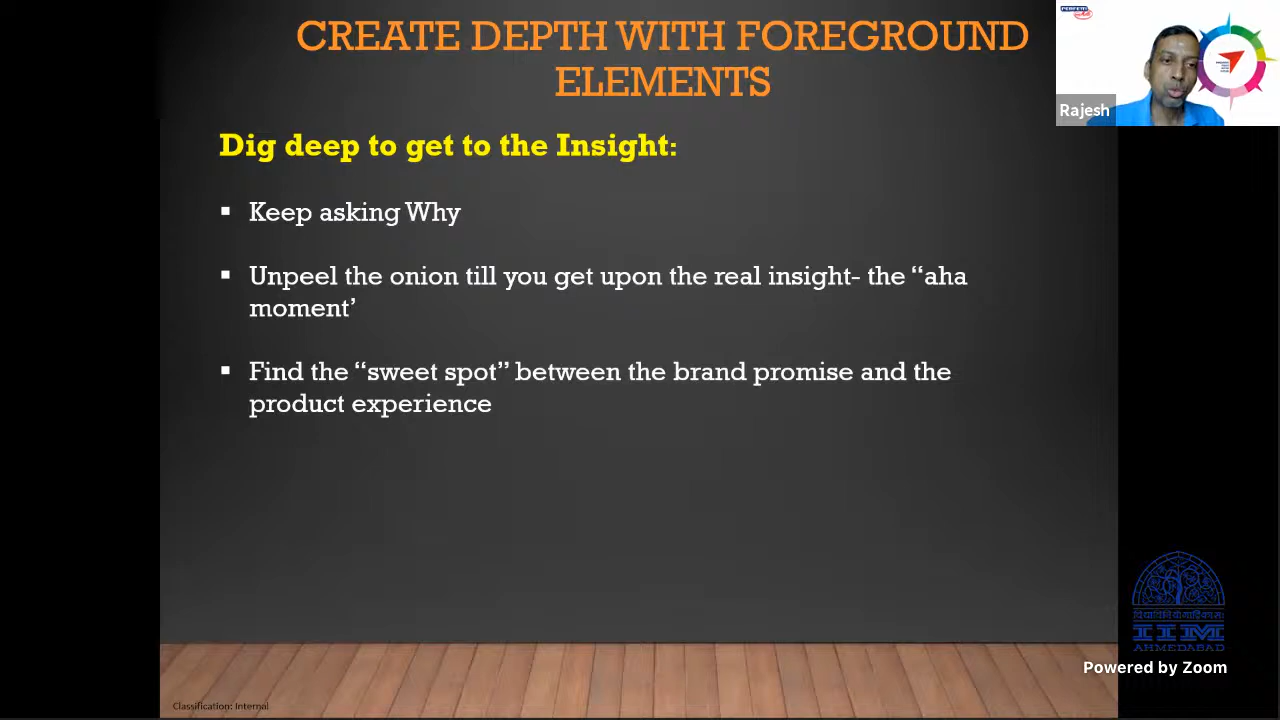 CREATE DEPTH WITH FOREGROUND
ELEMENTS
PERFETTI
Rajesh
Dig deep to get to the Insight:
▪ Keep asking Why
▪ Unpeel the onion till you get upon the real insight- the “aha
moment’
▪ Find the “sweet spot” between the brand promise and the
product experience
विद्याविनियोगाद्विकासः
IIM
AHMEDABAD
Powered by Zoom
Classification: Internal